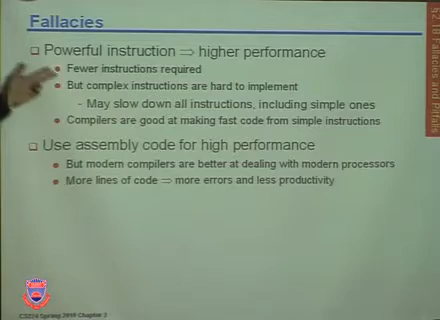 Fallacies
Powerful instruction ⇒ higher performance
Fewer instructions required
But complex instructions are hard to implement
- May slow down all instructions, including simple ones
Compilers are good at making fast code from simple instructions
Use assembly code for high performance
But modern compilers are better at dealing with modern processors
More lines of code ⇒ more errors and less productivity
Fallacies and Pitfalls
Spring 2010 Chapter 2